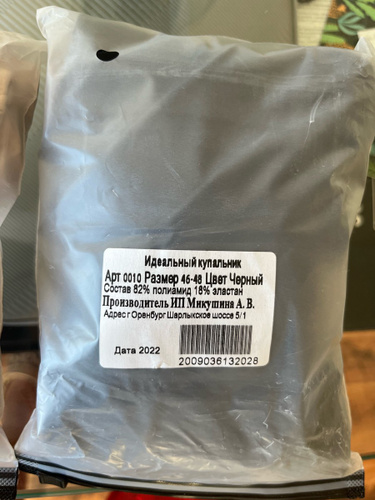 Идеальный купальник
Арт 0010 Размер 46-48 Цвет Черный
Состав 82% полиамид 18% эластан
Производитель ИП Микушина А. В.
Адрес г Оренбург Шарлыкское шоссе 5/1
Дата 2022
2009036132028